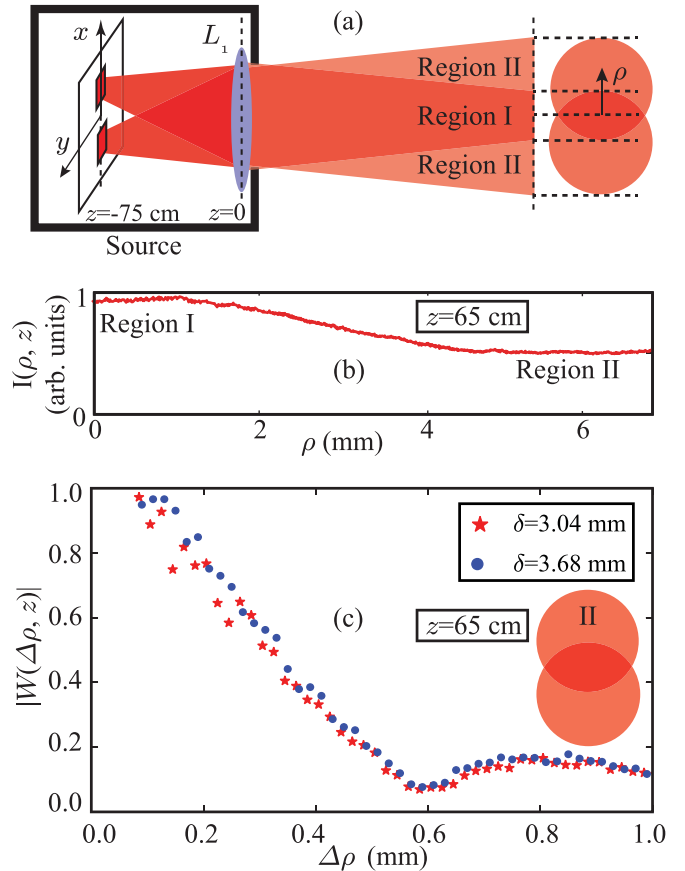 (a)
x
L₁
y
z=-75 cm
z=0
Source
Region II
Region I
Region II
ρ
1
I(ρ, z)
(arb. units)
Region I
z=65 cm
(b)
Region II
0
0
2
4
6
ρ (mm)
1.0
0.8
0.6
0.4
0.2
0.0
|W(Δρ, z)|
δ=3.04 mm
δ=3.68 mm
(c)
z=65 cm
II
0.0
0.2
0.4
0.6
0.8
1.0
Δρ (mm)